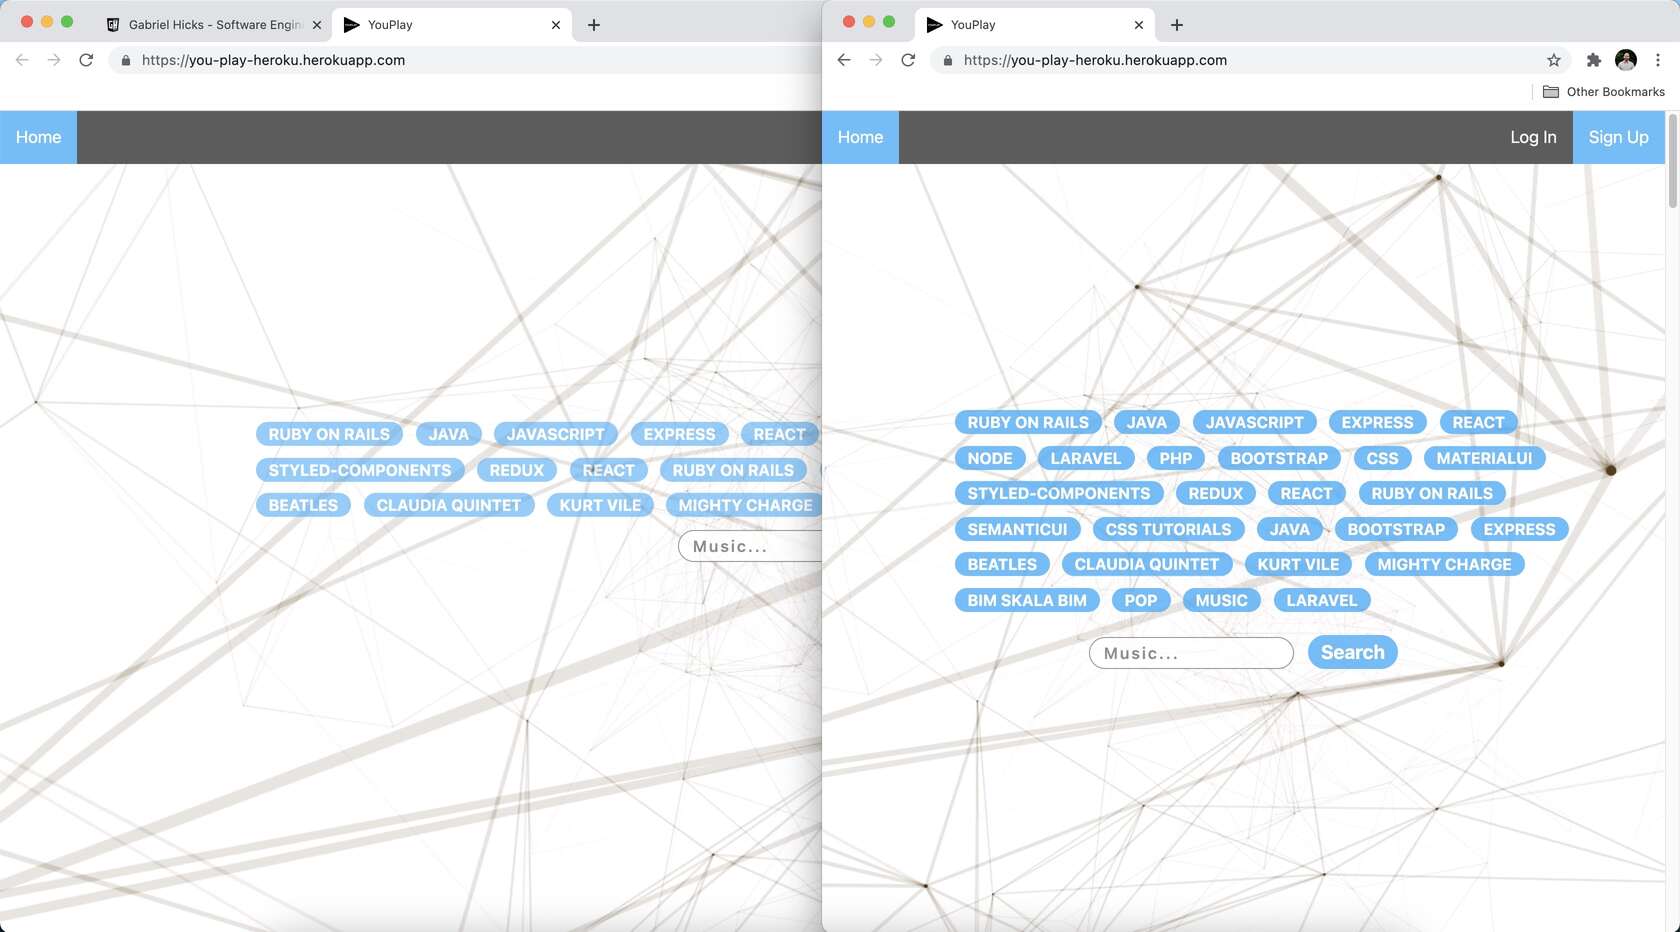 Gabriel Hicks - Software Engin
YouPlay
https://you-play-heroku.herokuapp.com
Home
RUBY ON RAILS JAVA JAVASCRIPT EXPRESS REACT
STYLED-COMPONENTS REDUX REACT RUBY ON RAILS
BEATLES CLAUDIA QUINTET KURT VILE MIGHTY CHARGE
Music...
YouPlay
https://you-play-heroku.herokuapp.com
Other Bookmarks
Home Log In Sign Up
RUBY ON RAILS JAVA JAVASCRIPT EXPRESS REACT
NODE LARAVEL PHP BOOTSTRAP CSS MATERIALUI
STYLED-COMPONENTS REDUX REACT RUBY ON RAILS
SEMANTICUI CSS TUTORIALS JAVA BOOTSTRAP EXPRESS
BEATLES CLAUDIA QUINTET KURT VILE MIGHTY CHARGE
BIM SKALA BIM POP MUSIC LARAVEL
Music... Search